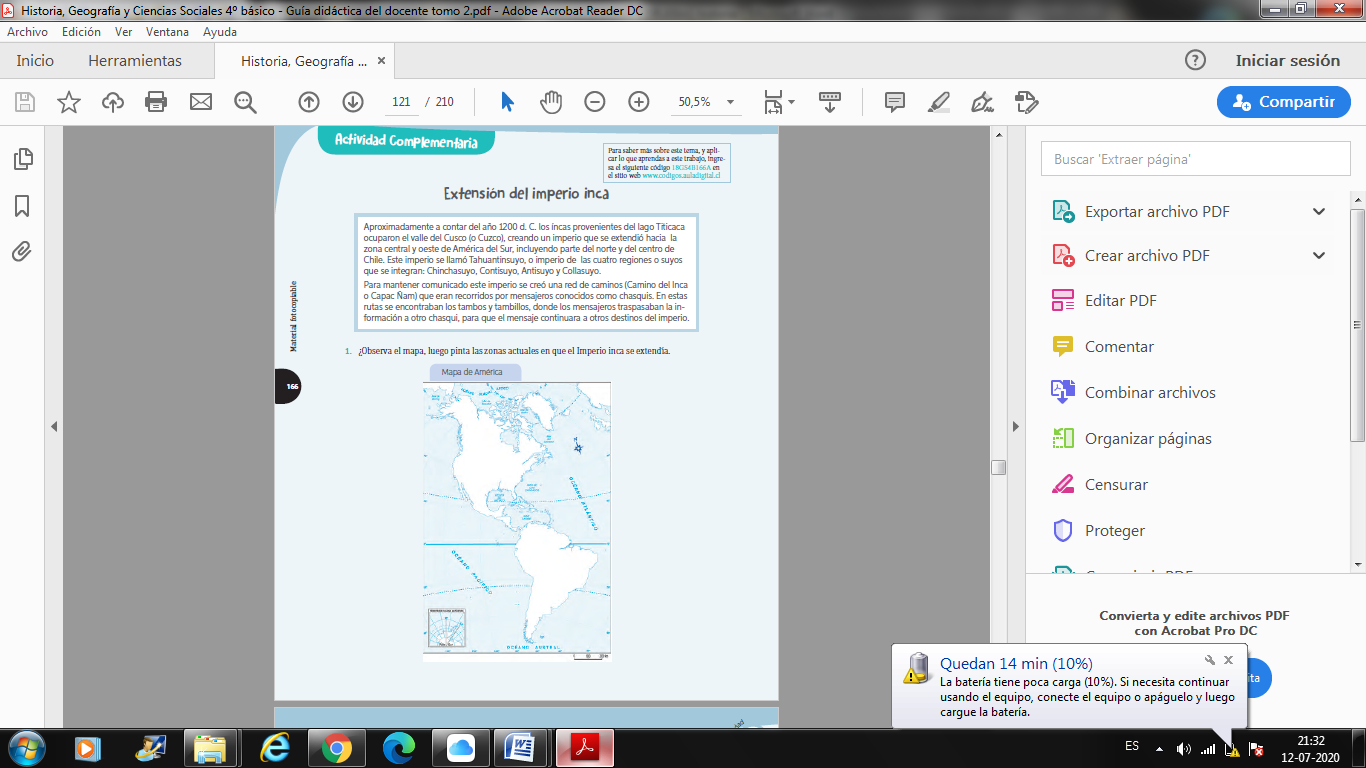 Historia, Geografía y Ciencias Sociales 4º básico - Guía didáctica del docente tomo 2.pdf - Adobe Acrobat Reader DC
Archivo Edición Ver Ventana Ayuda
Inicio Herramientas Historia, Geografía ... Iniciar sesión
121 / 210 50,5% Compartir
Actividad Complementaria
Para saber más sobre este tema, y apli-
car lo que aprendas a este trabajo, ingre-
sa el siguiente código 18GS4B166A en
el sitio web www.codigos.auladigital.cl
Extensión del imperio inca
Aproximadamente a contar del año 1200 d. C. los íncas provenientes del lago Titicaca
ocuparon el valle del Cusco (o Cuzco), creando un imperio que se extendió hacia la
zona central y oeste de América del Sur, incluyendo parte del norte y del centro de
Chile. Este imperio se llamó Tahuantinsuyo, o imperio de las cuatro regiones o suyos
que se integran: Chinchasuyo, Contisuyo, Antisuyo y Collasuyo.
Para mantener comunicado este imperio se creó una red de caminos (Camino del Inca
o Capac Ñam) que eran recorridos por mensajeros conocidos como chasquis. En estas
rutas se encontraban los tambos y tambillos, donde los mensajeros traspasaban la in-
formación a otro chasqui, para que el mensaje continuara a otros destinos del imperio.
Material fotocopiable
166
1. ¿Observa el mapa, luego pinta las zonas actuales en que el Imperio inca se extendía.
Mapa de América
OCÉANO ATLÁNTICO
OCÉANO PACÍFICO
OCÉANO AUSTRAL
Buscar 'Extraer página'
Exportar archivo PDF
Crear archivo PDF
Editar PDF
Comentar
Combinar archivos
Organizar páginas
Censurar
Proteger
Convierta y edite archivos PDF
con Acrobat Pro DC
Quedan 14 min (10%)
La batería tiene poca carga (10%). Si necesita continuar
usando el equipo, conecte el equipo o apáguelo y luego
cargue la batería.
ES
21:32
12-07-2020